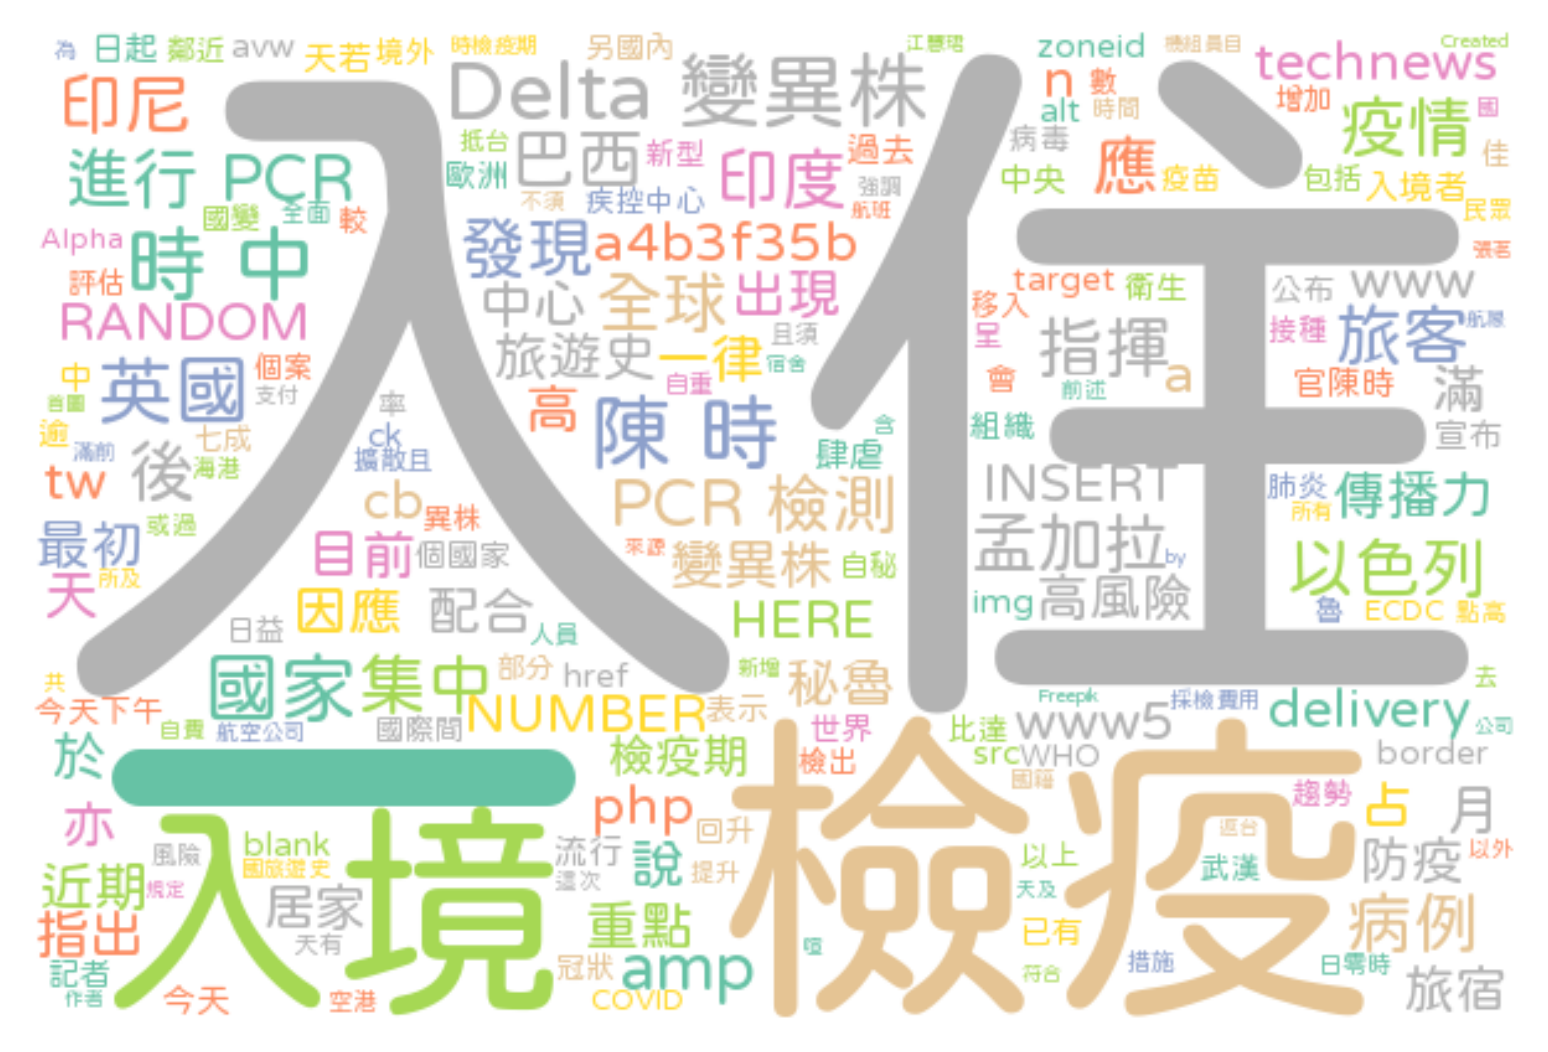 為 日起 鄰近 avw 天若 境外 時檢疫期 另國內 江慧珺 zoneid 機組員目 Created
印尼 Delta 變異株 n 數 technews
alt 時間 增加 疫情 國
進行 PCR 抵台 巴西 新型 印度 過去 病毒 應 佳
歐洲 強調 中央 疫苗 包括 入境者
國變 全面 較 不須 疾控中心 航班 民眾
Alpha 時 中 發現 a4b3f35b 張茗
評估 中心 全球 出現 target 衛生 公布 www
RANDOM 旅遊史 一律 且須 移入 呈 指揮 接種 旅客 航廈
中 英國 個案 宿舍 會 a 官陳時 滿
首圖 支付 高 自重 前述
逾 率 陳 時 含 組織 宣布
滿前 七成 ck 肆虐
tw 後 海港 擴散且 INSERT 肺炎 傳播力
cb 異株 PCR 檢測 所有
最初 或過 目前 個國家 來源 變異株 自秘 孟加拉 by 以色列
天 所及 因應 配合 HERE img 高風險 魯 ECDC 點高
日益 人員
共 國家 集中 部分 href 新增 秘魯 Freepik 採檢費用 去
今天下午 NUMBER 表示 delivery
自費 航空公司 國際間 世界 比達 www5 公司
於 檢疫期 檢出 src WHO border
入住
亦 php 回升 國籍 趨勢 占 月
近期 風險 blank 流行 說 以上 返台 防疫 以外
規定 國旅遊史 這次 提升 天及 武漢
指出 居家 重點 已有 病例
天有 喧
記者 冠狀 amp 符合 措施 日零時 旅宿
作者 今天 空港 COVID
一
入境 檢疫